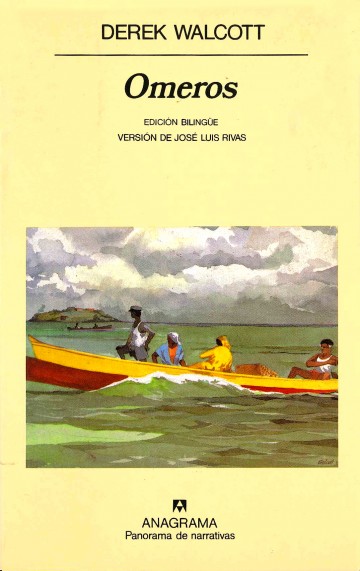 DEREK WALCOTT
Omeros
EDICIÓN BILINGÜE
VERSIÓN DE JOSÉ LUIS RIVAS
ANAGRAMA
Panorama de narrativas